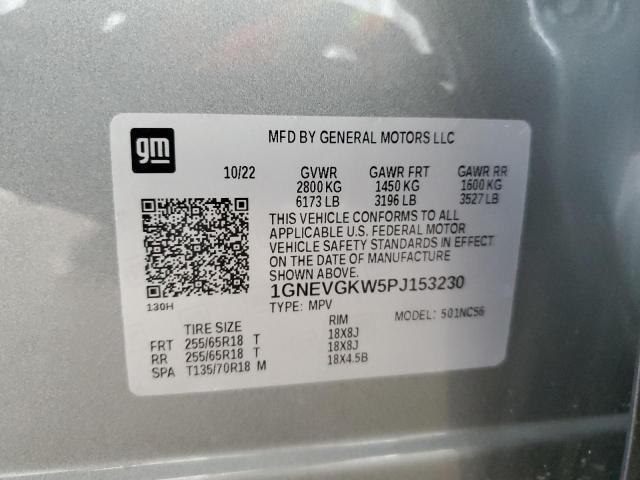 gm
MFD BY GENERAL MOTORS LLC
10/22 GVWR GAWR FRT GAWR RR
2800 KG 1450 KG 1600 KG
6173 LB 3196 LB 3527 LB
THIS VEHICLE CONFORMS TO ALL
APPLICABLE U.S. FEDERAL MOTOR
VEHICLE SAFETY STANDARDS IN EFFECT
ON THE DATE OF MANUFACTURE
SHOWN ABOVE.
1GNEVGKW5PJ153230
130H
TYPE: MPV
MODEL: 501NC56
TIRE SIZE RIM
FRT 255/65R18 T 18X8J
RR 255/65R18 T 18X8J
SPA T135/70R18 M 18X4.5B